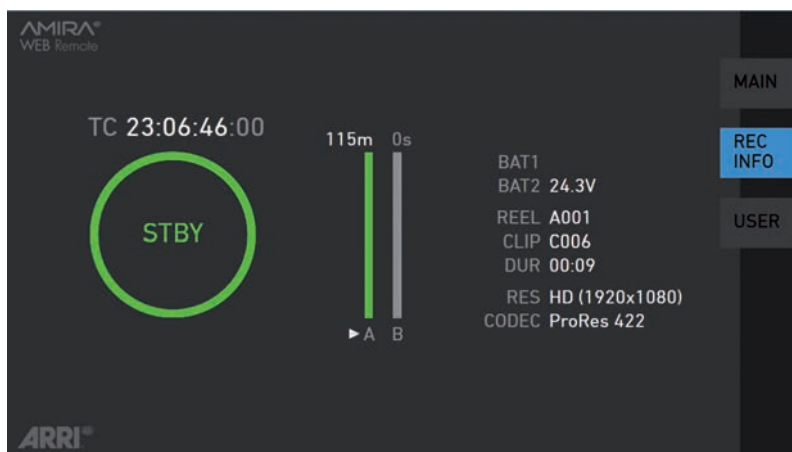 AMIRA®
WEB Remote
TC 23:06:46:00
STBY
115m 0s
►A B
BAT1
BAT2 24.3V
REEL A001
CLIP C006
DUR 00:09
RES HD (1920x1080)
CODEC ProRes 422
MAIN
REC
INFO
USER
ARRI®